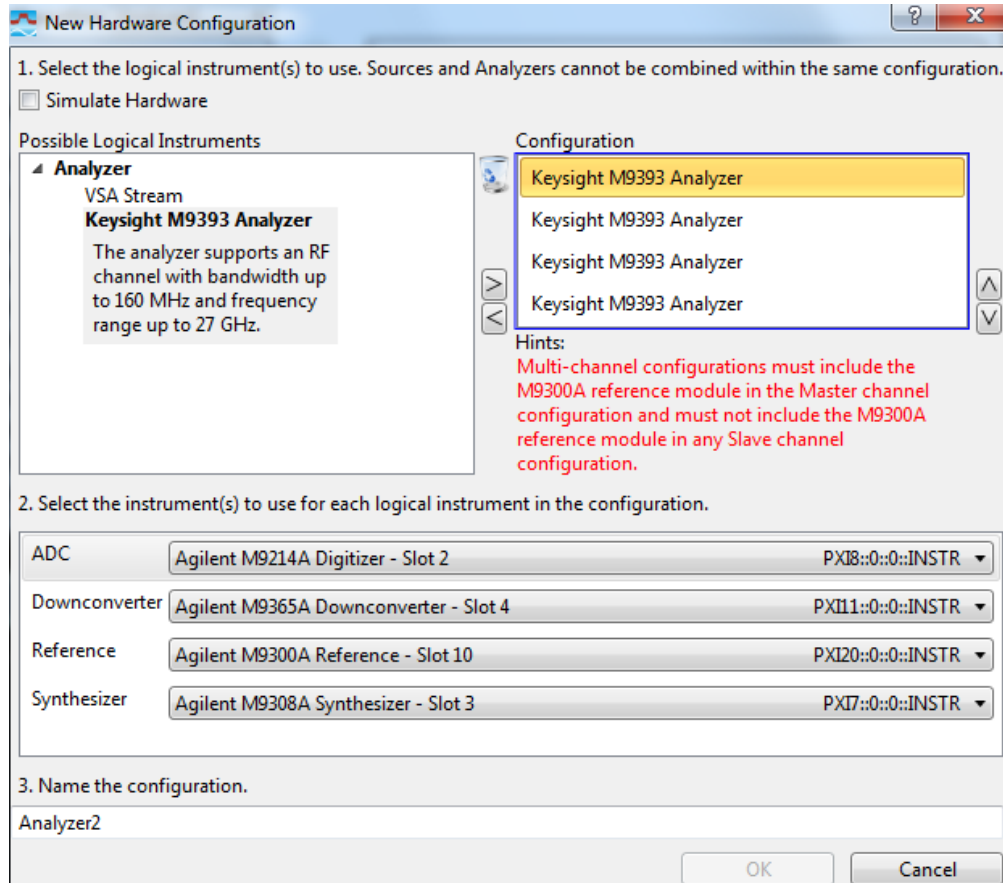 New Hardware Configuration
?
x
1. Select the logical instrument(s) to use. Sources and Analyzers cannot be combined within the same configuration.
Simulate Hardware
Possible Logical Instruments
Analyzer
VSA Stream
Keysight M9393 Analyzer
The analyzer supports an RF
channel with bandwidth up
to 160 MHz and frequency
range up to 27 GHz.
>
<
Configuration
Keysight M9393 Analyzer
Keysight M9393 Analyzer
Keysight M9393 Analyzer
Keysight M9393 Analyzer
Hints:
Multi-channel configurations must include the
M9300A reference module in the Master channel
configuration and must not include the M9300A
reference module in any Slave channel
configuration.
2. Select the instrument(s) to use for each logical instrument in the configuration.
ADC Agilent M9214A Digitizer - Slot 2 PXI8::0::0::INSTR
Downconverter Agilent M9365A Downconverter - Slot 4 PXI11::0::0::INSTR
Reference Agilent M9300A Reference - Slot 10 PXI20::0::0::INSTR
Synthesizer Agilent M9308A Synthesizer - Slot 3 PXI7::0::0::INSTR
3. Name the configuration.
Analyzer2
OK Cancel